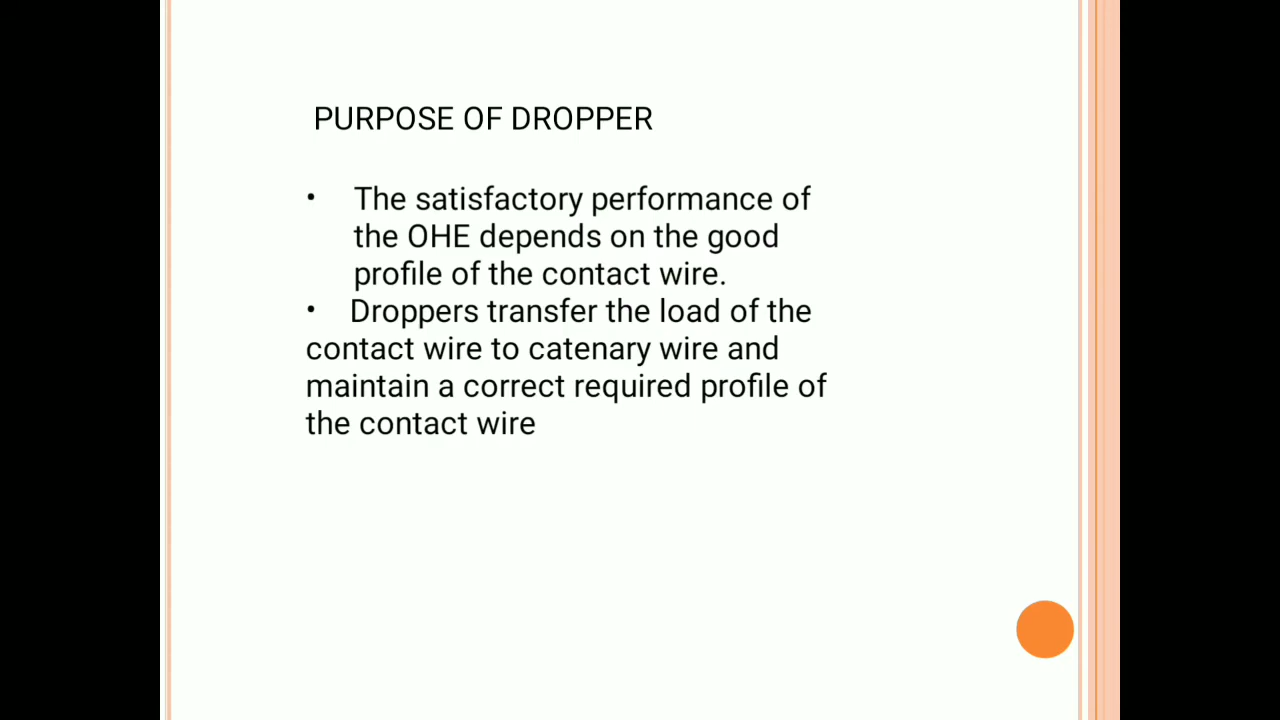 PURPOSE OF DROPPER
• The satisfactory performance of
the OHE depends on the good
profile of the contact wire.
• Droppers transfer the load of the
contact wire to catenary wire and
maintain a correct required profile of
the contact wire